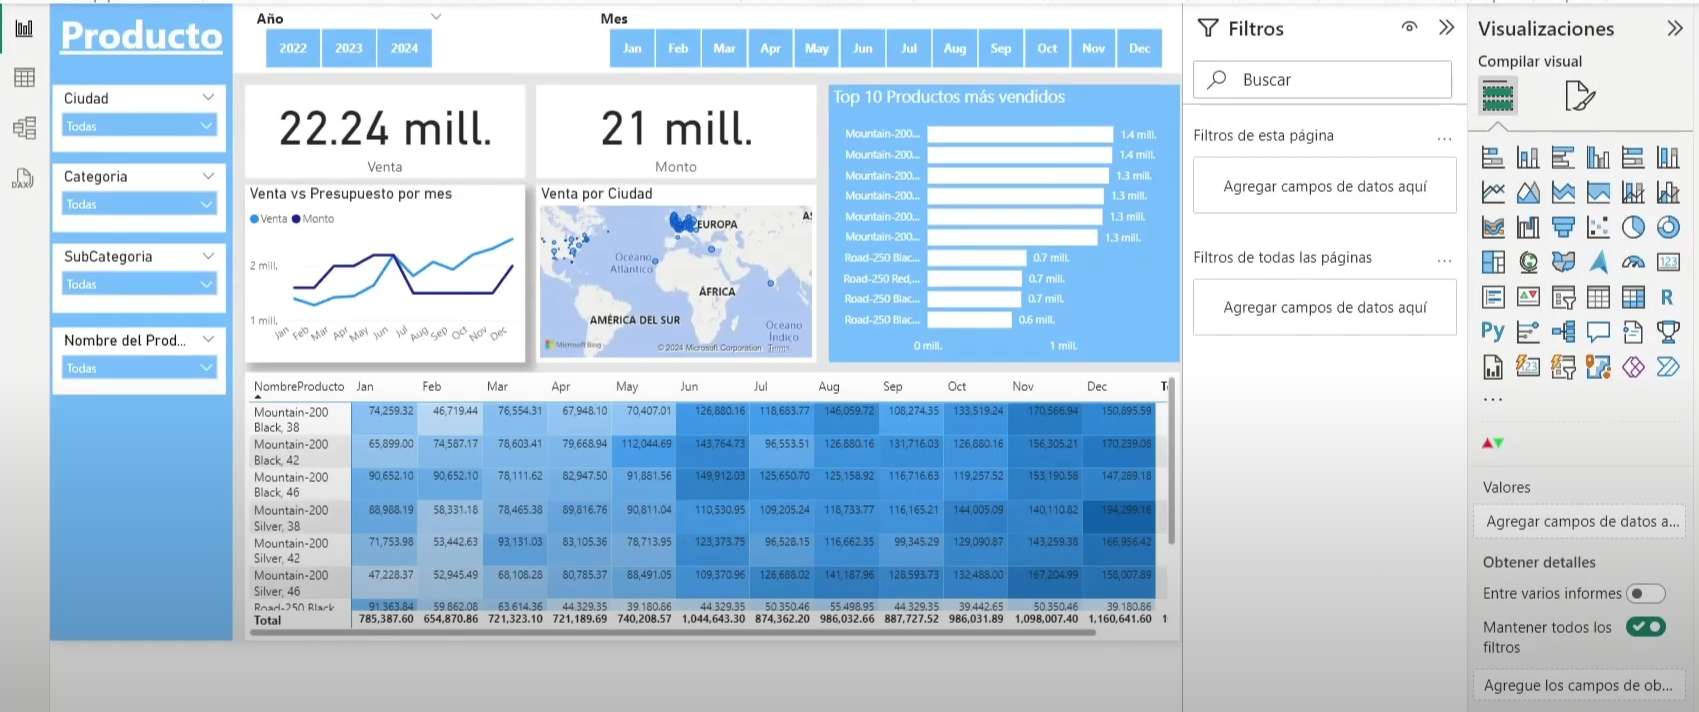 Producto
Año
2022 2023 2024
Mes
Jan Feb Mar Apr May Jun Jul Aug Sep Oct Nov Dec
Ciudad
Todas
Categoria
Todas
SubCategoria
Todas
Nombre del Prod...
Todas
22.24 mill.
Venta
21 mill.
Monto
Venta vs Presupuesto por mes
Venta Monto
2 mill.
1 mill.
Jan Feb Mar Apr May Jun Jul Aug Sep Oct Nov Dec
Venta por Ciudad
EUROPA
Océano
Atlántico
ÁFRICA
AMÉRICA DEL SUR
Océano
Índico
Microsoft Bing
© 2024 Microsoft Corporation Terms
Top 10 Productos más vendidos
Mountain-200... 1.4 mill.
Mountain-200... 1.4 mill.
Mountain-200... 1.3 mill.
Mountain-200... 1.3 mill.
Mountain-200... 1.3 mill.
Mountain-200... 1.3 mill.
Road-250 Blac... 0.7 mill.
Road-250 Red,... 0.7 mill.
Road-250 Blac... 0.7 mill.
Road-250 Blac... 0.6 mill.
0 mill. 1 mill.
NombreProducto Jan Feb Mar Apr May Jun Jul Aug Sep Oct Nov Dec
Mountain-200 74,259.32 46,719.44 76,554.31 67,948.10 70,407.01 126,880.16 118,683.77 146,059.72 108,274.35 133,519.24 170,566.94 150,895.59
Black, 38
Mountain-200 65,899.00 74,587.17 78,603.41 79,668.94 112,044.69 143,764.73 96,553.51 126,880.16 131,716.03 126,880.16 156,305.21 170,239.08
Black, 42
Mountain-200 90,652.10 90,652.10 78,111.62 82,947.50 91,881.56 149,912.03 125,650.70 125,158.92 116,716.63 119,257.52 153,190.58 147,289.18
Black, 46
Mountain-200 88,988.19 58,331.18 78,465.38 89,816.76 90,811.04 110,530.95 109,205.24 118,733.77 116,165.21 144,005.09 140,110.82 194,299.16
Silver, 38
Mountain-200 71,753.98 53,442.63 93,131.03 83,105.36 78,713.95 123,373.75 96,528.15 116,662.35 99,345.29 129,090.87 143,259.38 166,956.42
Silver, 42
Mountain-200 47,228.37 52,945.49 68,108.28 80,785.37 88,491.05 109,370.96 126,688.02 141,187.96 128,593.73 132,488.00 167,204.99 158,007.89
Silver, 46
Road-250 Black 91,363.84 59,862.08 63,614.36 44,329.35 39,180.86 44,329.35 50,350.46 55,498.95 44,329.35 39,442.65 50,350.46 39,180.86
Total 785,387.60 654,870.86 721,323.10 721,189.69 740,208.57 1,044,643.30 874,362.20 986,032.66 887,727.52 986,031.89 1,098,007.40 1,160,641.60
Filtros
Buscar
Filtros de esta página ...
Agregar campos de datos aquí
Filtros de todas las páginas ...
Agregar campos de datos aquí
Visualizaciones
Compilar visual
123
R
Py
...
Valores
Agregar campos de datos a...
Obtener detalles
Entre varios informes
Mantener todos los
filtros
Agregue los campos de ob...
DAX